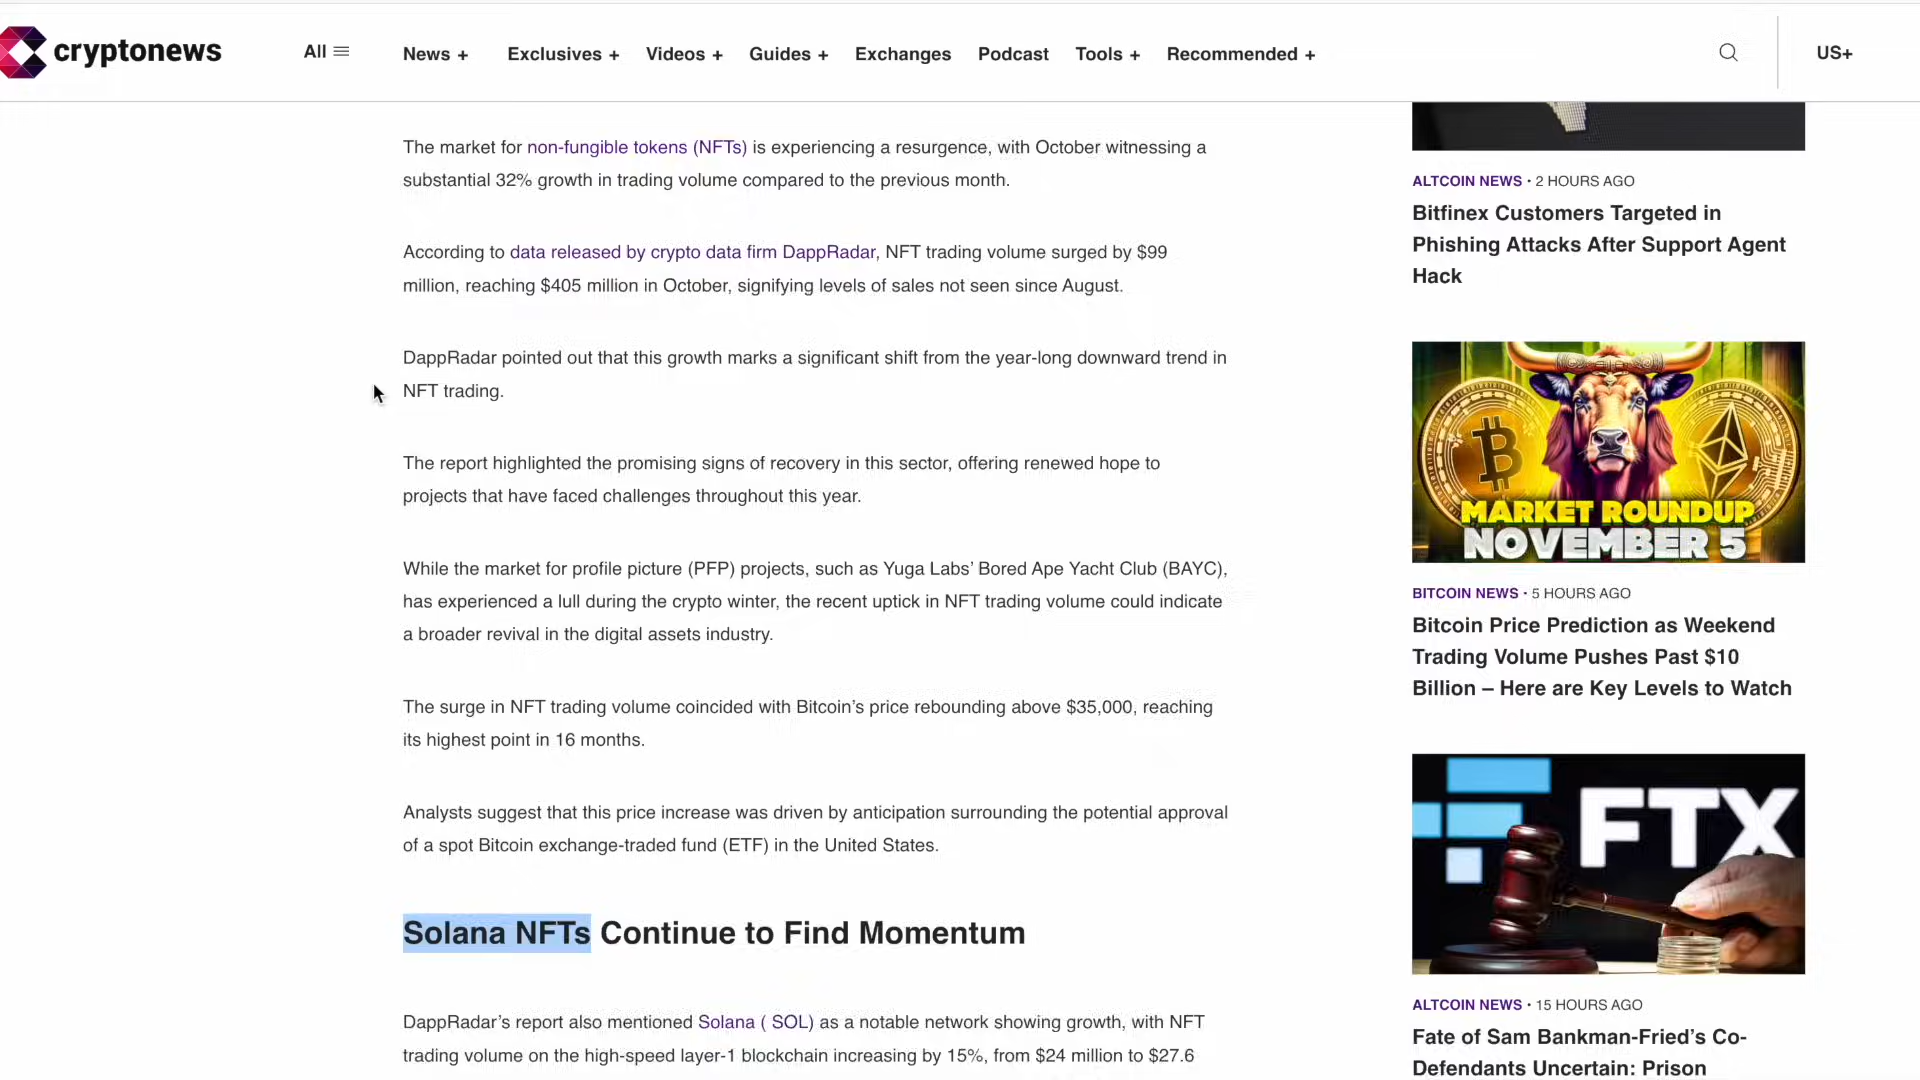 cryptonews
All
News +
Exclusives +
Videos +
Guides +
Exchanges
Podcast
Tools +
Recommended +
US+
The market for non-fungible tokens (NFTs) is experiencing a resurgence, with October witnessing a
substantial 32% growth in trading volume compared to the previous month.
According to data released by crypto data firm DappRadar, NFT trading volume surged by $99
million, reaching $405 million in October, signifying levels of sales not seen since August.
DappRadar pointed out that this growth marks a significant shift from the year-long downward trend in
NFT trading.
The report highlighted the promising signs of recovery in this sector, offering renewed hope to
projects that have faced challenges throughout this year.
While the market for profile picture (PFP) projects, such as Yuga Labs’ Bored Ape Yacht Club (BAYC),
has experienced a lull during the crypto winter, the recent uptick in NFT trading volume could indicate
a broader revival in the digital assets industry.
The surge in NFT trading volume coincided with Bitcoin’s price rebounding above $35,000, reaching
its highest point in 16 months.
Analysts suggest that this price increase was driven by anticipation surrounding the potential approval
of a spot Bitcoin exchange-traded fund (ETF) in the United States.
Solana NFTs Continue to Find Momentum
DappRadar’s report also mentioned Solana ( SOL) as a notable network showing growth, with NFT
trading volume on the high-speed layer-1 blockchain increasing by 15%, from $24 million to $27.6
ALTCOIN NEWS • 2 HOURS AGO
Bitfinex Customers Targeted in
Phishing Attacks After Support Agent
Hack
MARKET ROUNDUP
NOVEMBER 5
BITCOIN NEWS • 5 HOURS AGO
Bitcoin Price Prediction as Weekend
Trading Volume Pushes Past $10
Billion – Here are Key Levels to Watch
FTX
ALTCOIN NEWS • 15 HOURS AGO
Fate of Sam Bankman-Fried’s Co-
Defendants Uncertain: Prison